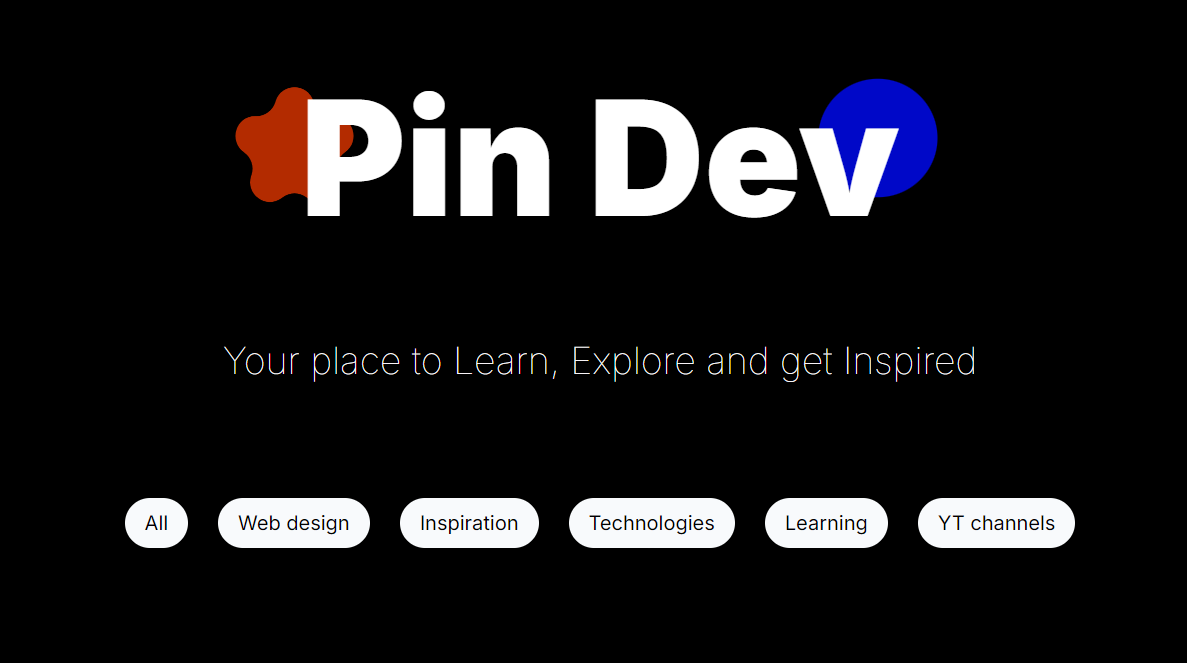 Pin Dev
Your place to Learn, Explore and get Inspired
All Web design Inspiration Technologies Learning YT channels